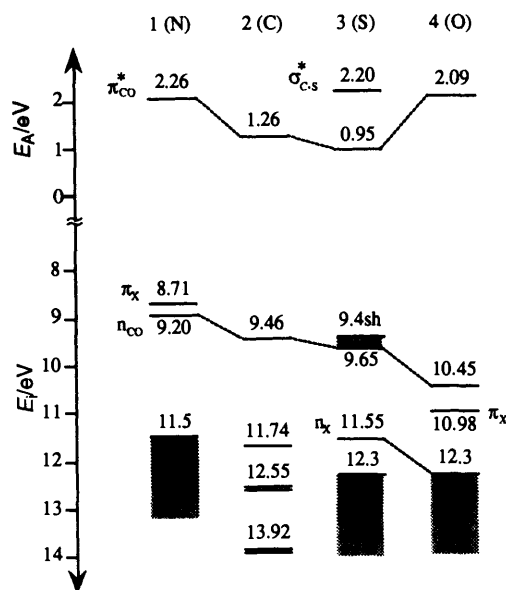 1 (N) 2 (C) 3 (S) 4 (O)
π*CO 2.26 σ*C-S 2.20 2.09
2
1.26 0.95
1
0
E_A/eV
8
π_X 8.71
9
n_CO 9.20 9.46 9.4sh
9.65
10
10.45
E_i/eV
11
10.98 π_X
11.5 11.74 n_X 11.55
12
12.55 12.3 12.3
13
13.92
14